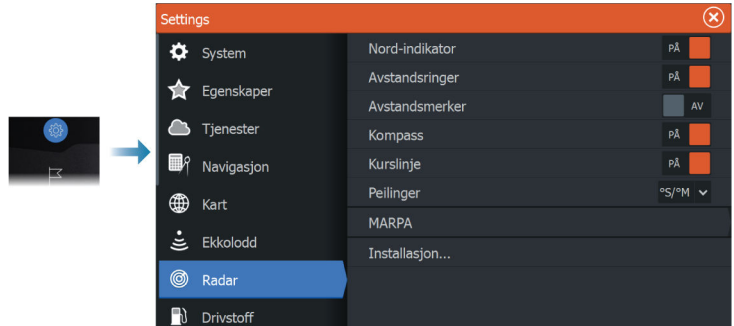 Settings
System
Egenskaper
Tjenester
Navigasjon
Kart
Ekkolodd
Radar
Drivstoff
Nord-indikator PÅ
Avstandsringer PÅ
Avstandsmerker AV
Kompass PÅ
Kurslinje PÅ
Peilinger °S/°M
MARPA
Installasjon...